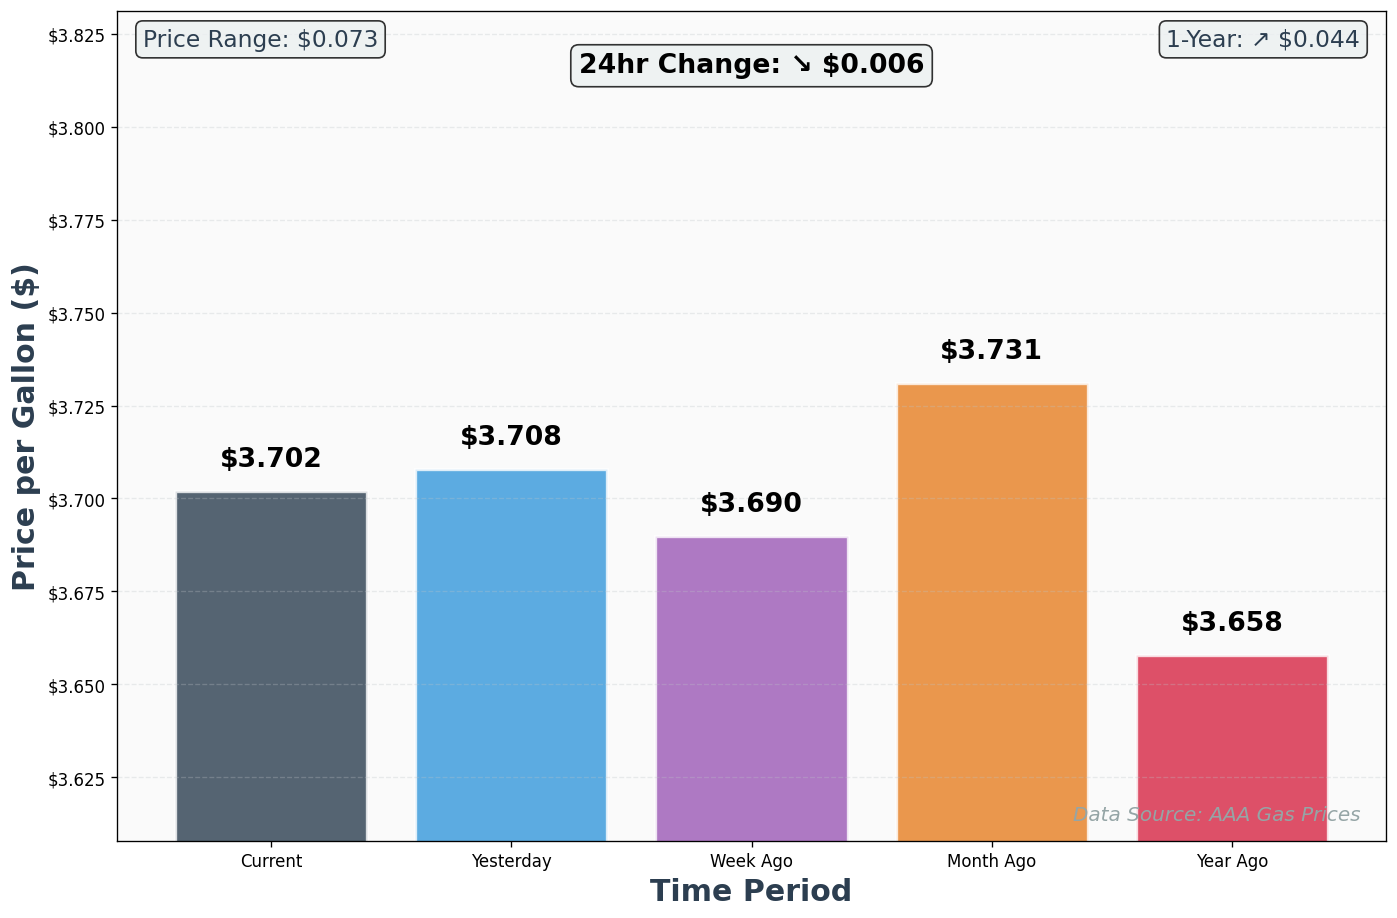 Price Range: $0.073
24hr Change: ↘ $0.006
1-Year: ↗ $0.044
Price per Gallon ($)
$3.825
$3.800
$3.775
$3.750
$3.725
$3.700
$3.675
$3.650
$3.625
$3.702
$3.708
$3.690
$3.731
$3.658
Data Source: AAA Gas Prices
Current
Yesterday
Week Ago
Month Ago
Year Ago
Time Period